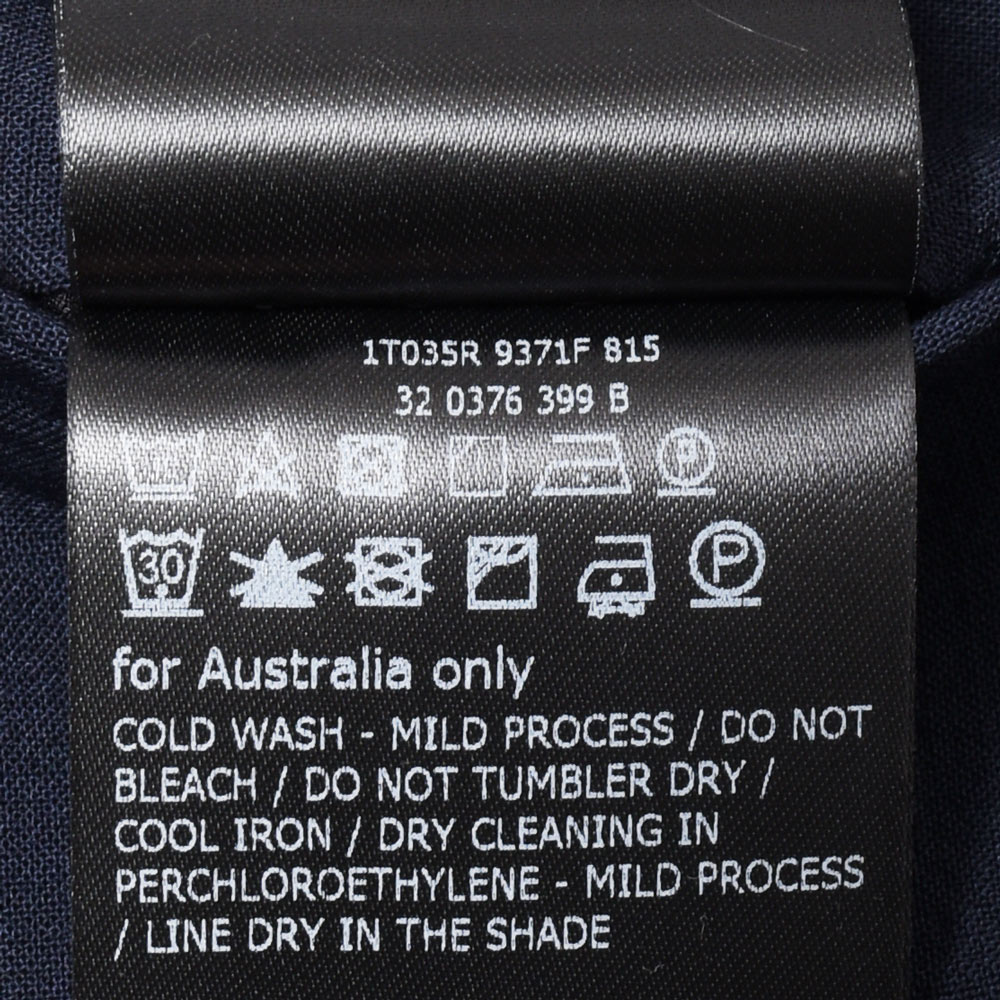 1T035R 9371F 815
32 0376 399 B
P
30 P
for Australia only
COLD WASH - MILD PROCESS / DO NOT
BLEACH / DO NOT TUMBLER DRY /
COOL IRON / DRY CLEANING IN
PERCHLOROETHYLENE - MILD PROCESS
/ LINE DRY IN THE SHADE